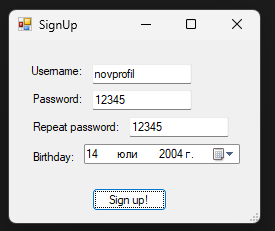 SignUp
Username: novprofil
Password: 12345
Repeat password: 12345
Birthday: 14 юли 2004 г.
Sign up!